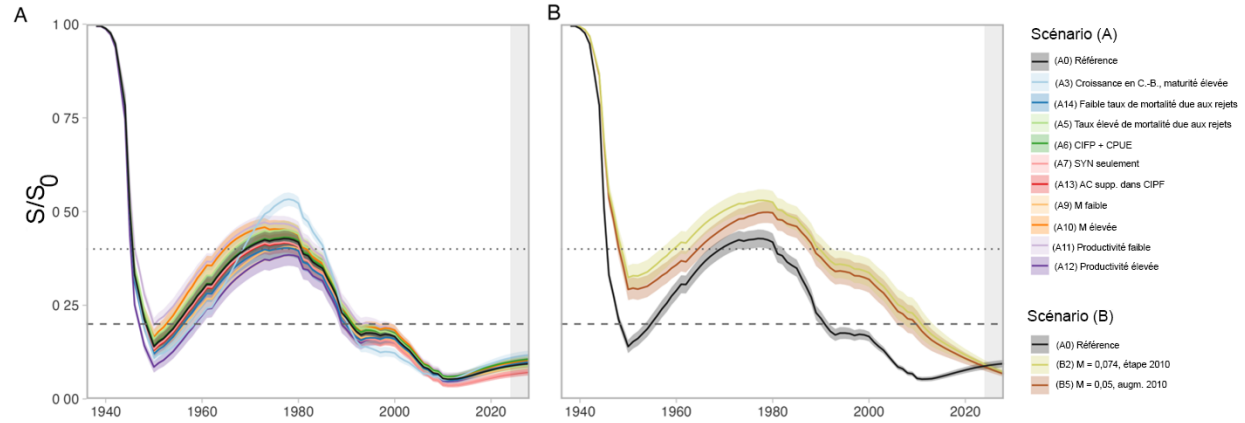 A
B
S/S0
1 00
0 75
0 50
0 25
0 00
1940 1960 1980 2000 2020
1940 1960 1980 2000 2020
Scénario (A)
(A0) Référence
(A3) Croissance en C.-B., maturité élevée
(A14) Faible taux de mortalité due aux rejets
(A5) Taux élevé de mortalité due aux rejets
(A6) CIFP + CPUE
(A7) SYN seulement
(A13) AC supp. dans CIPF
(A9) M faible
(A10) M élevée
(A11) Productivité faible
(A12) Productivité élevée
Scénario (B)
(A0) Référence
(B2) M = 0,074, étape 2010
(B5) M = 0,05, augm. 2010